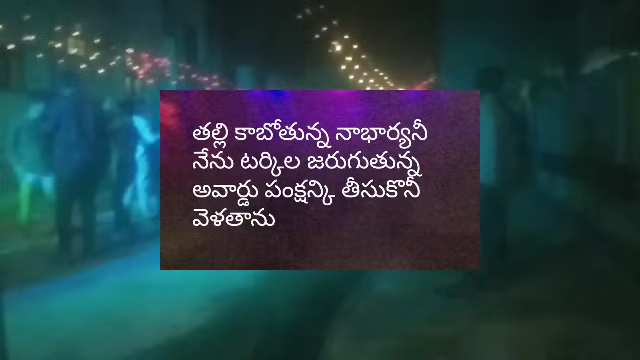 తల్లి కాబోతున్న నాభార్యనీ
నేను టర్కిల జరుగుతున్న
అవార్డు పంక్షన్కి తీసుకొనీ
వెళతాను